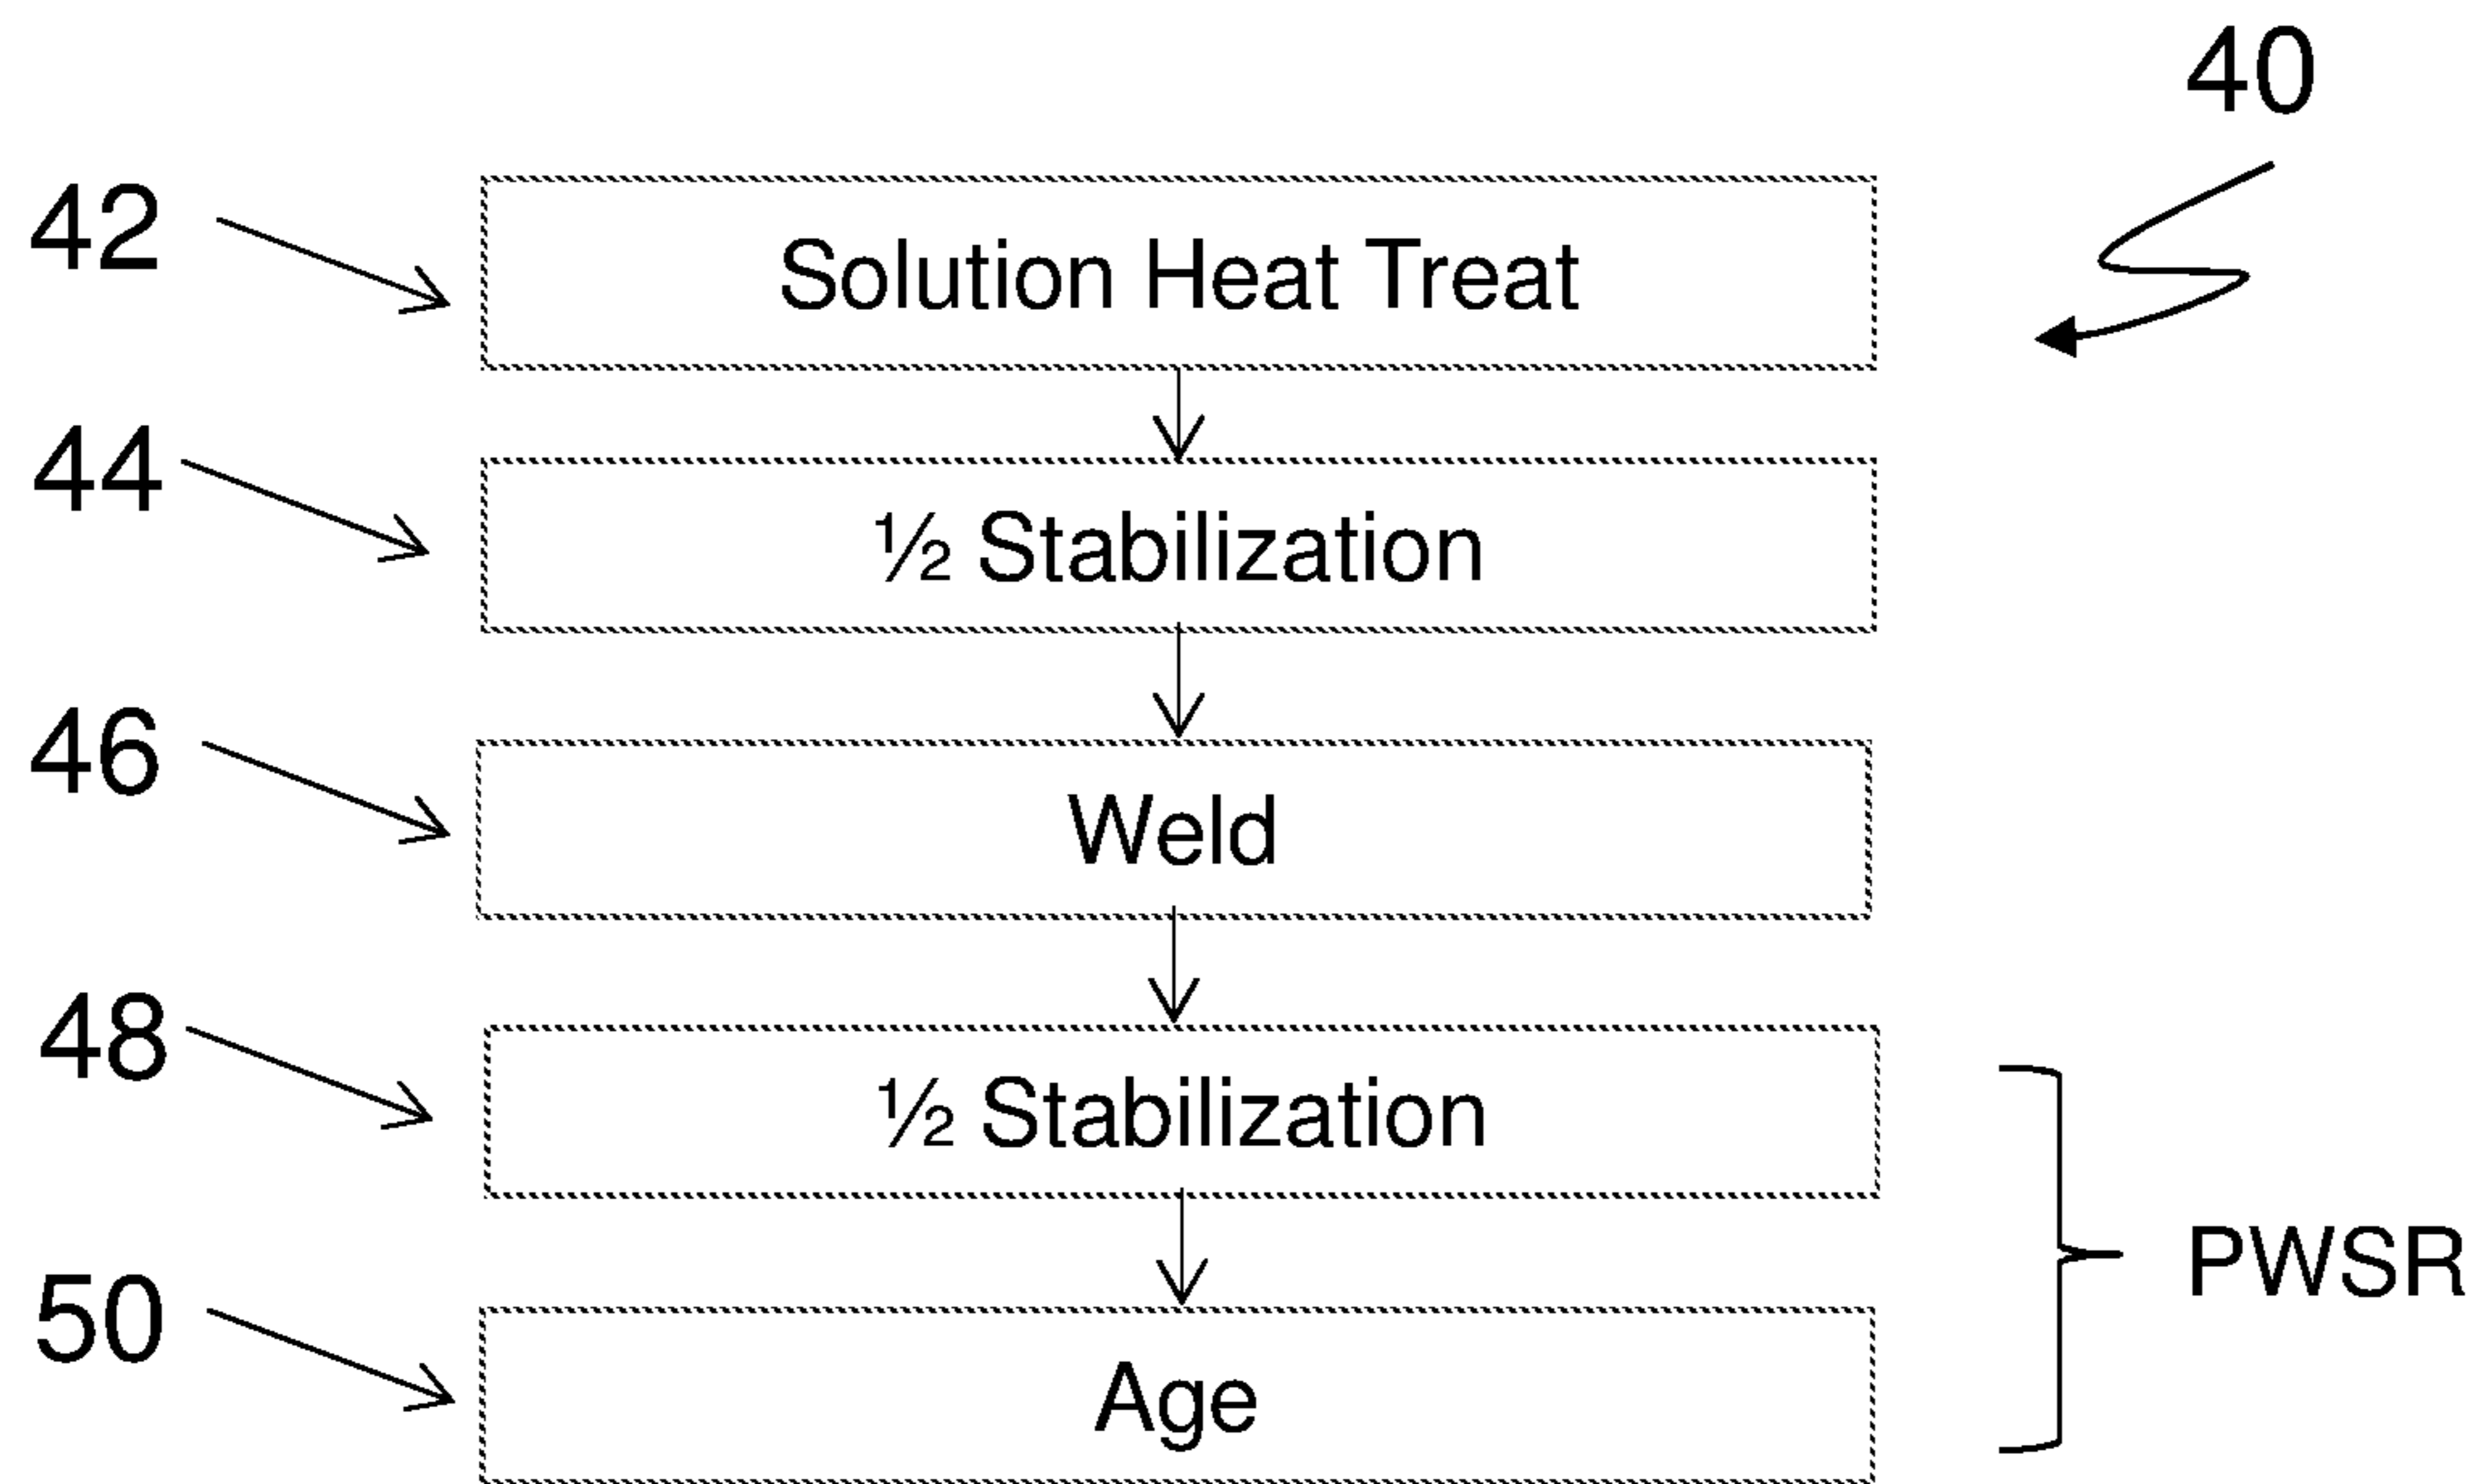 40
42
Solution Heat Treat
44
½ Stabilization
46
Weld
48
½ Stabilization
50
Age
PWSR